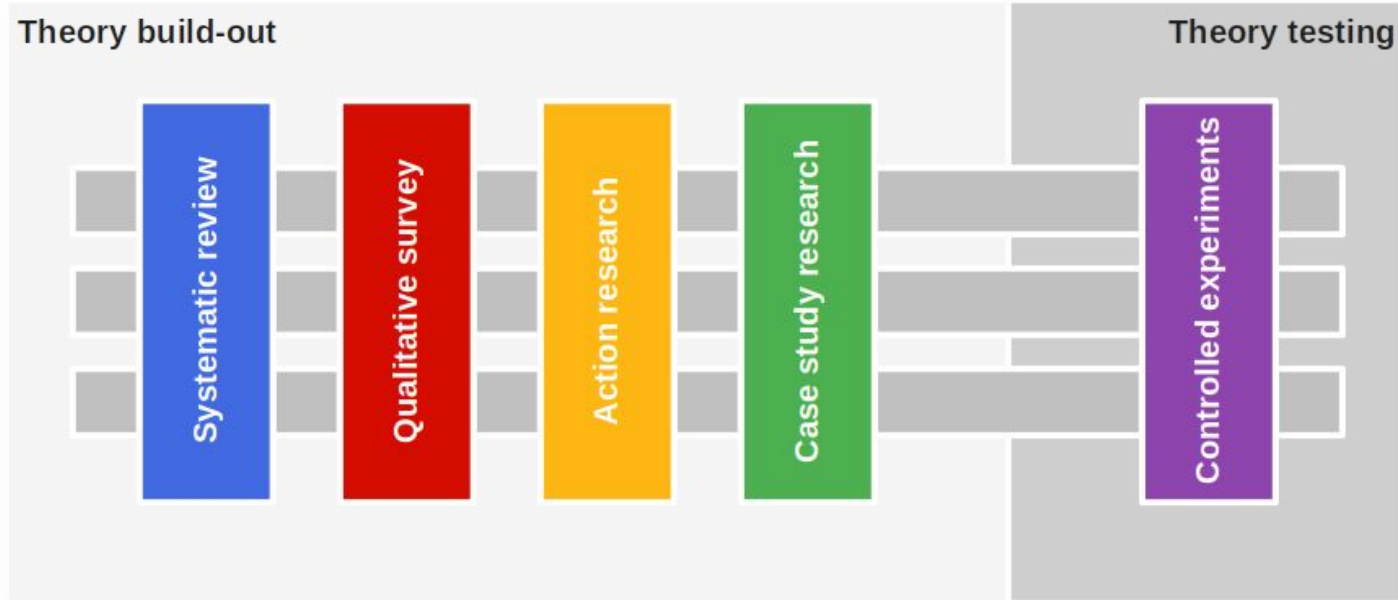 Theory build-out
Theory testing
Systematic review
Qualitative survey
Action research
Case study research
Controlled experiments